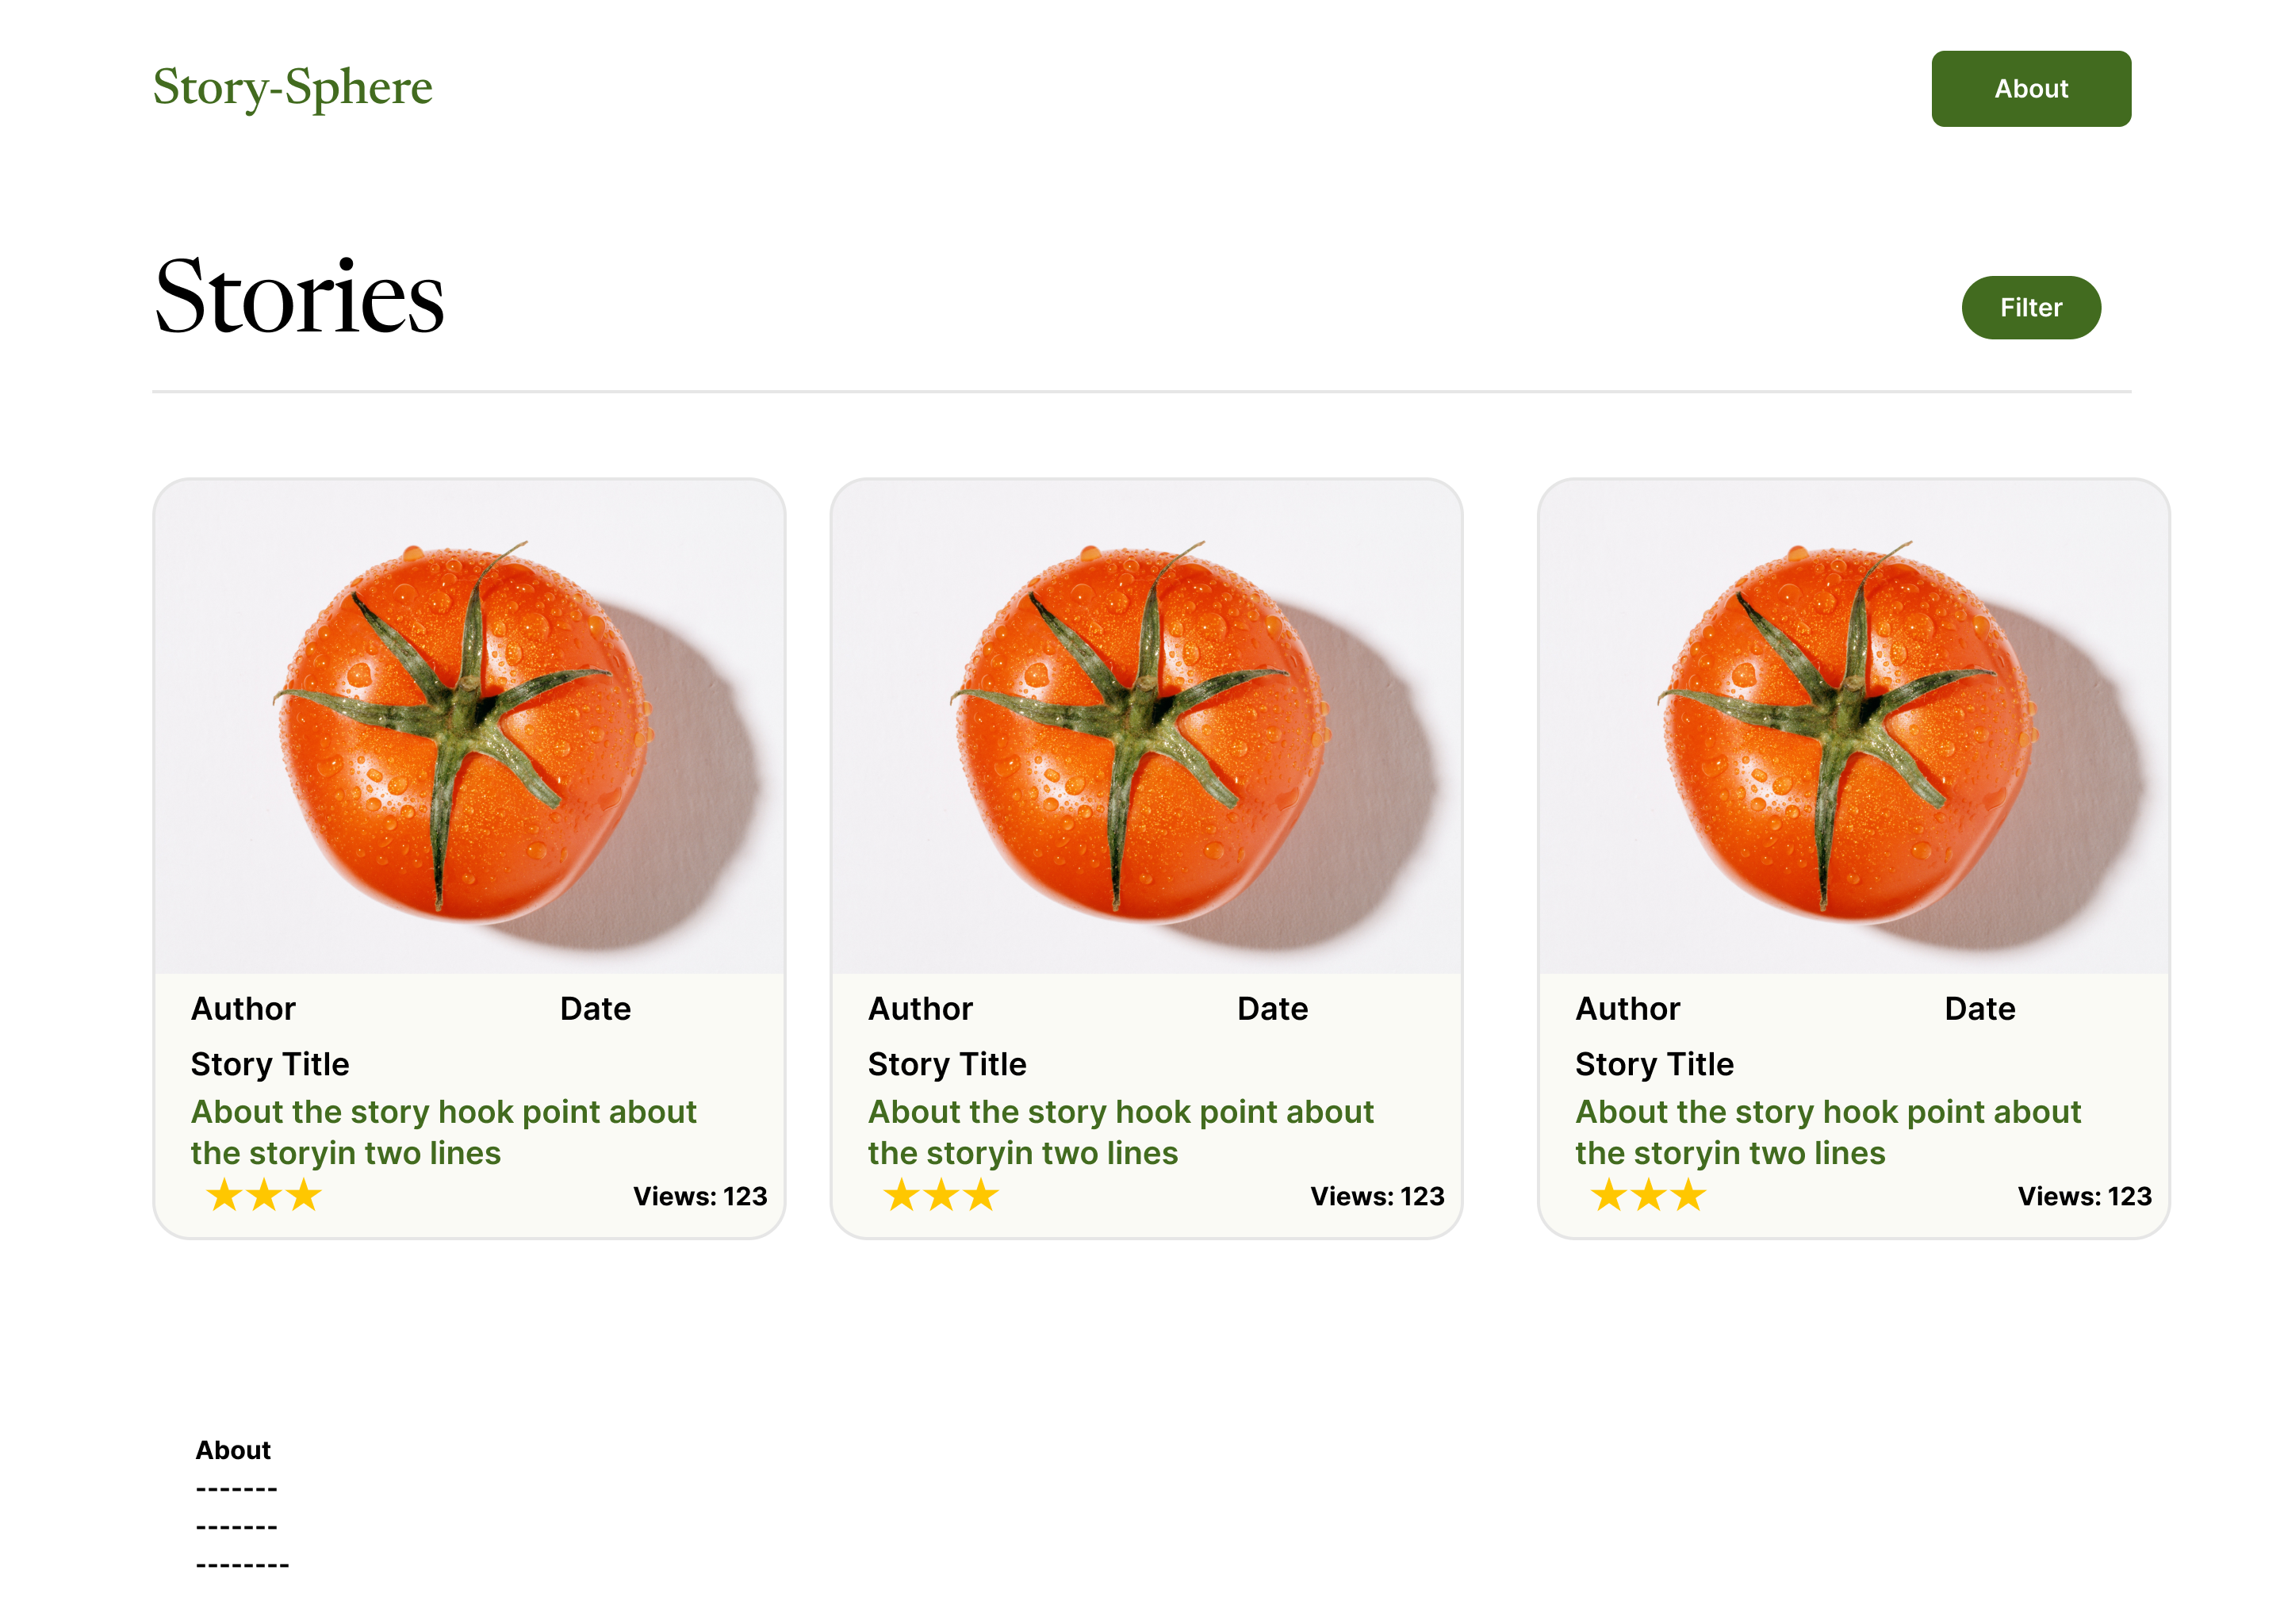 Story-Sphere
About
Stories
Filter
Author Date
Story Title
About the story hook point about
the storyin two lines
Views: 123
Author Date
Story Title
About the story hook point about
the storyin two lines
Views: 123
Author Date
Story Title
About the story hook point about
the storyin two lines
Views: 123
About
-------
-------
--------